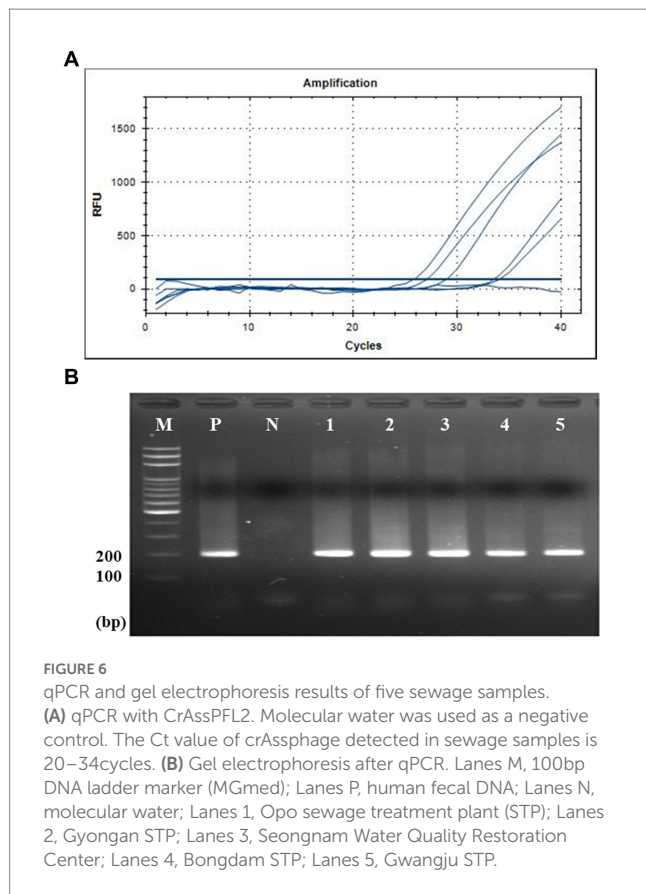 A
Amplification
1500
1000
500
0
RFU
0
10
20
30
40
Cycles
B
M P N 1 2 3 4 5
200
100
(bp)
FIGURE 6
qPCR and gel electrophoresis results of five sewage samples.
(A) qPCR with CrAssPFL2. Molecular water was used as a negative
control. The Ct value of crAssphage detected in sewage samples is
20–34cycles. (B) Gel electrophoresis after qPCR. Lanes M, 100bp
DNA ladder marker (MGmed); Lanes P, human fecal DNA; Lanes N,
molecular water; Lanes 1, Opo sewage treatment plant (STP); Lanes
2, Gyongan STP; Lanes 3, Seongnam Water Quality Restoration
Center; Lanes 4, Bongdam STP; Lanes 5, Gwangju STP.